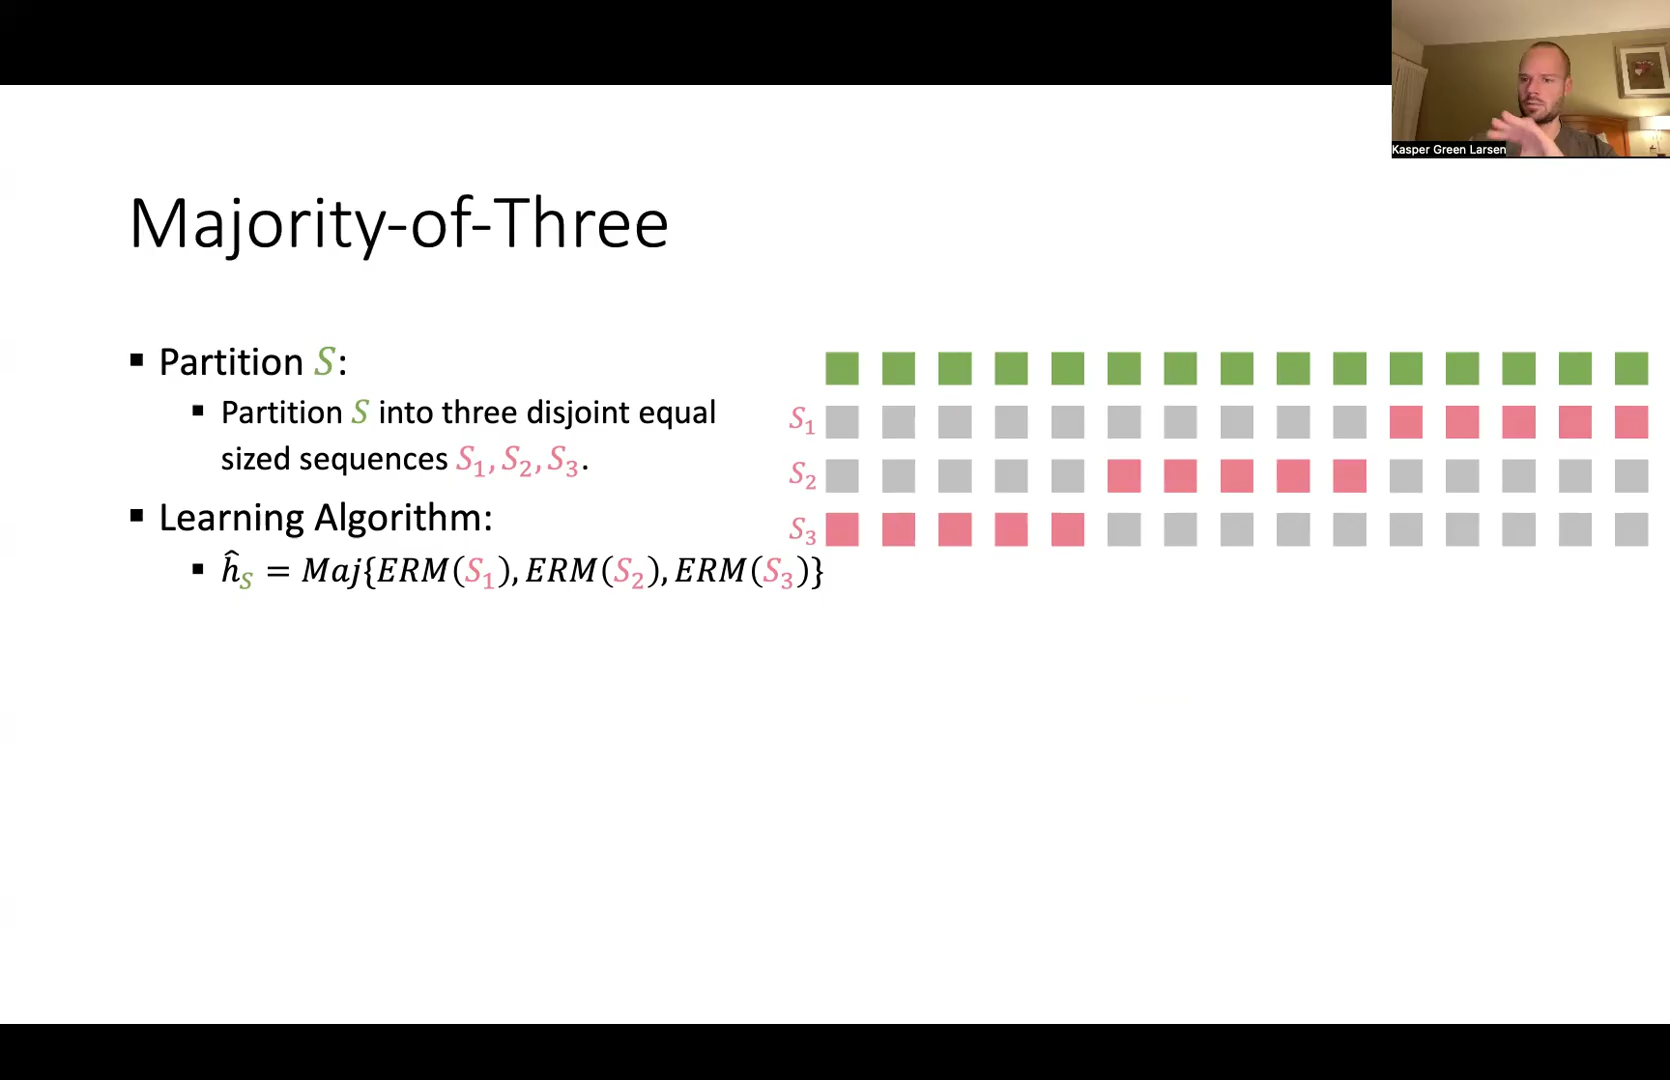 Kasper Green Larsen
Majority-of-Three
▪ Partition S:
▪ Partition S into three disjoint equal
sized sequences S₁, S₂, S₃.
▪ Learning Algorithm:
▪ ĥ_S = Maj{ERM(S₁), ERM(S₂), ERM(S₃)}
S₁
S₂
S₃